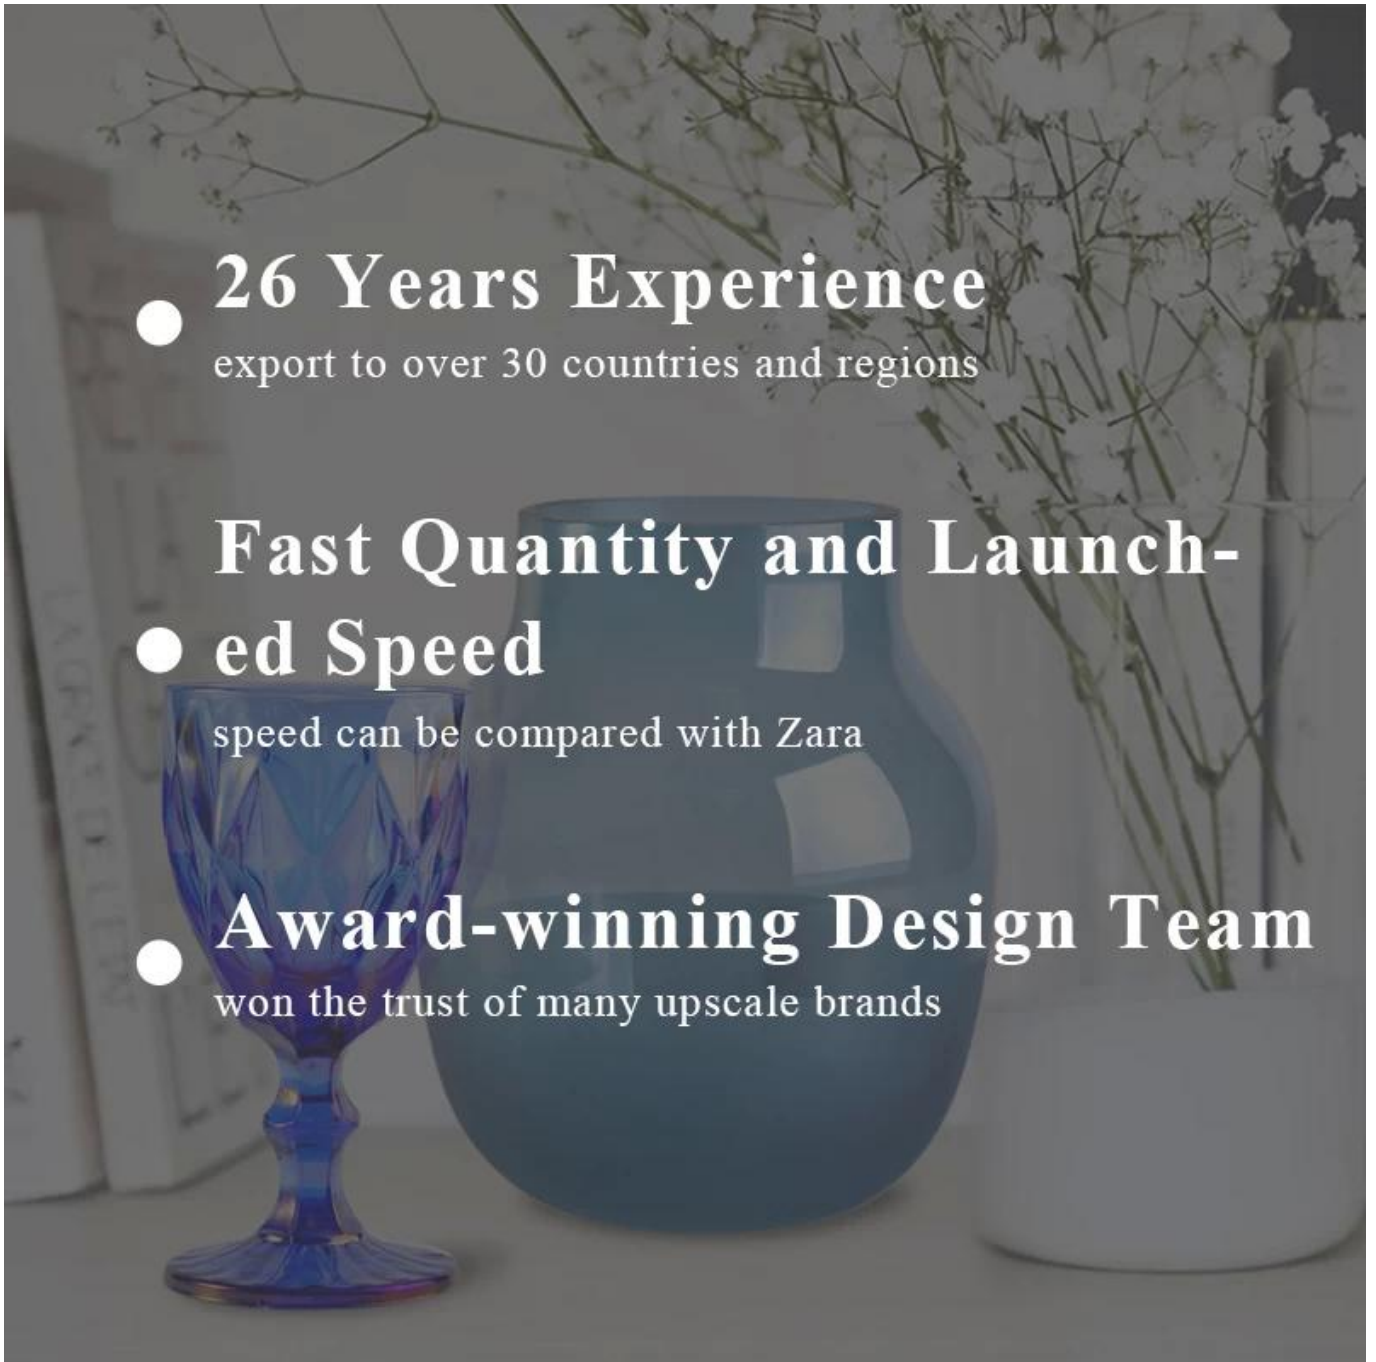 26 Years Experience
export to over 30 countries and regions
Fast Quantity and Launch-
ed Speed
speed can be compared with Zara
Award-winning Design Team
won the trust of many upscale brands